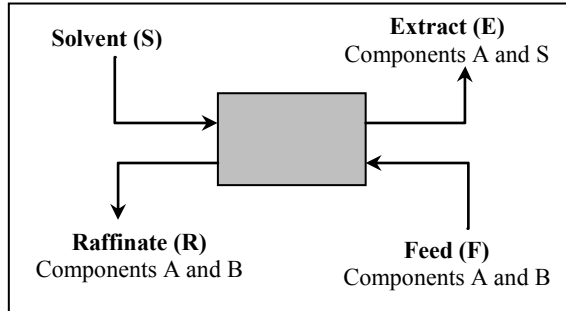 Solvent (S)
Extract (E)
Components A and S
Raffinate (R)
Components A and B
Feed (F)
Components A and B